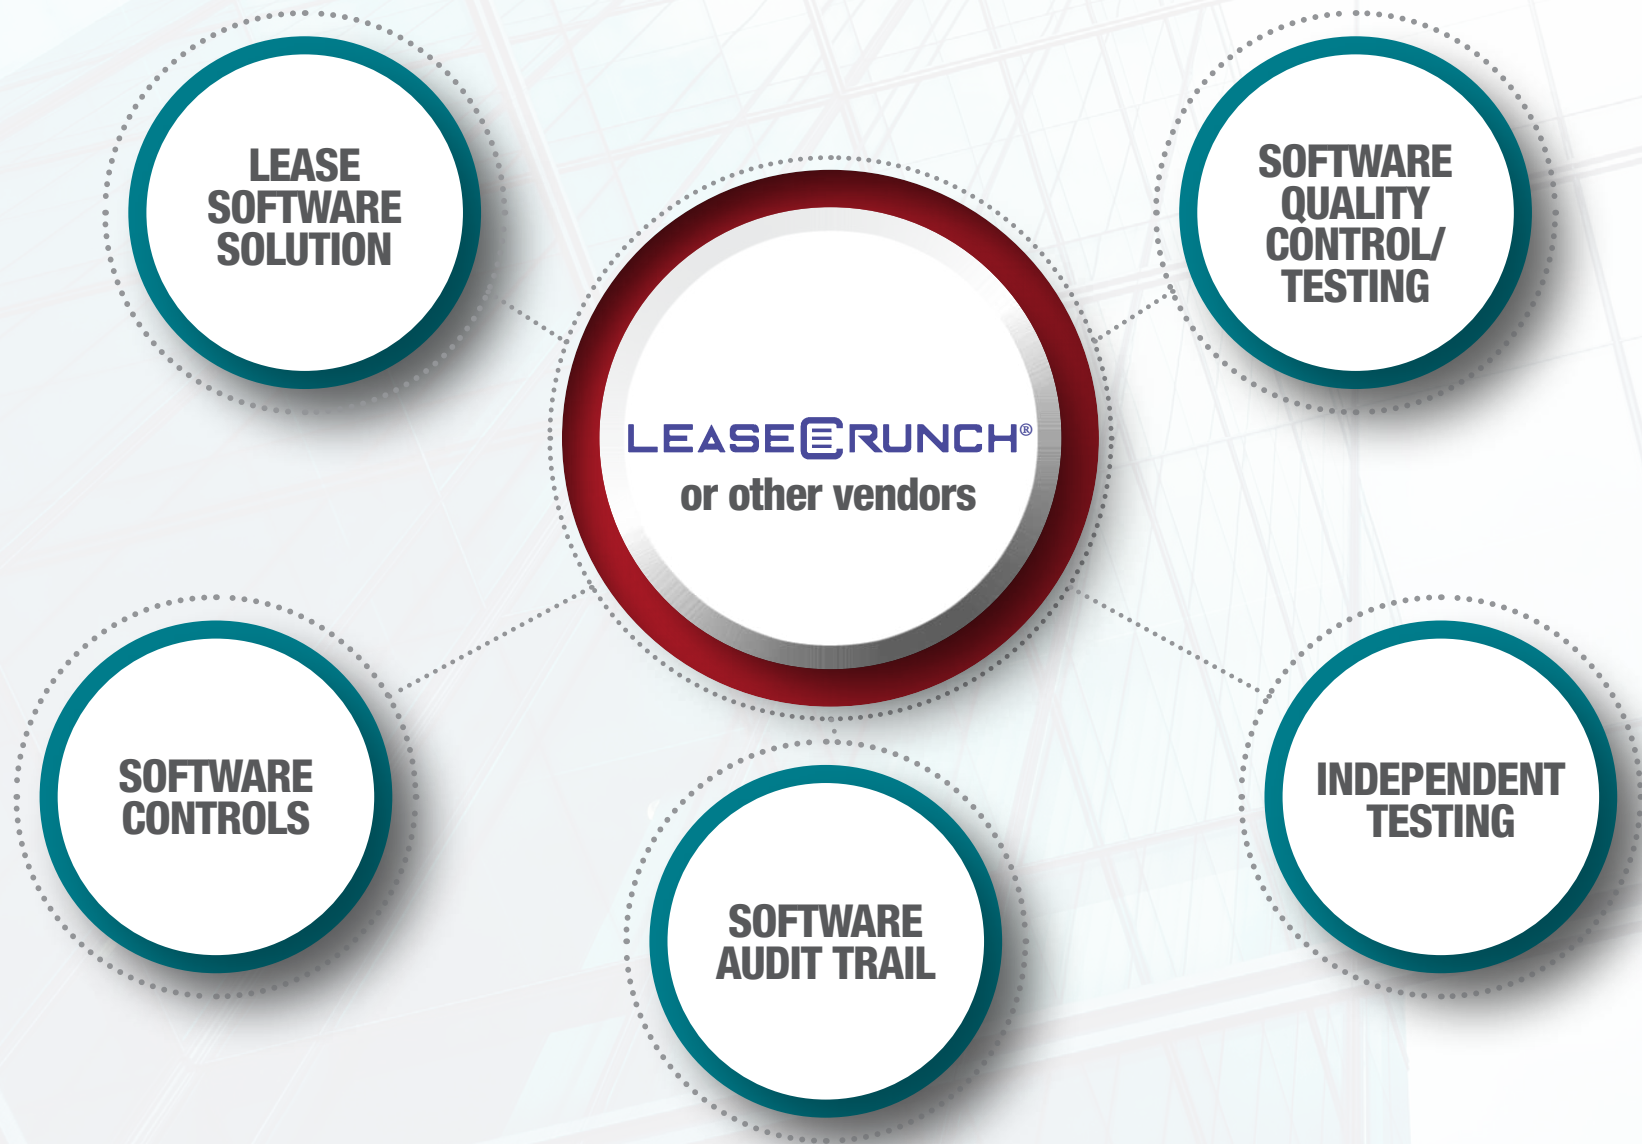 LEASE
SOFTWARE
SOLUTION
SOFTWARE
QUALITY
CONTROL/
TESTING
LEASECRUNCH®
or other vendors
SOFTWARE
CONTROLS
SOFTWARE
AUDIT TRAIL
INDEPENDENT
TESTING